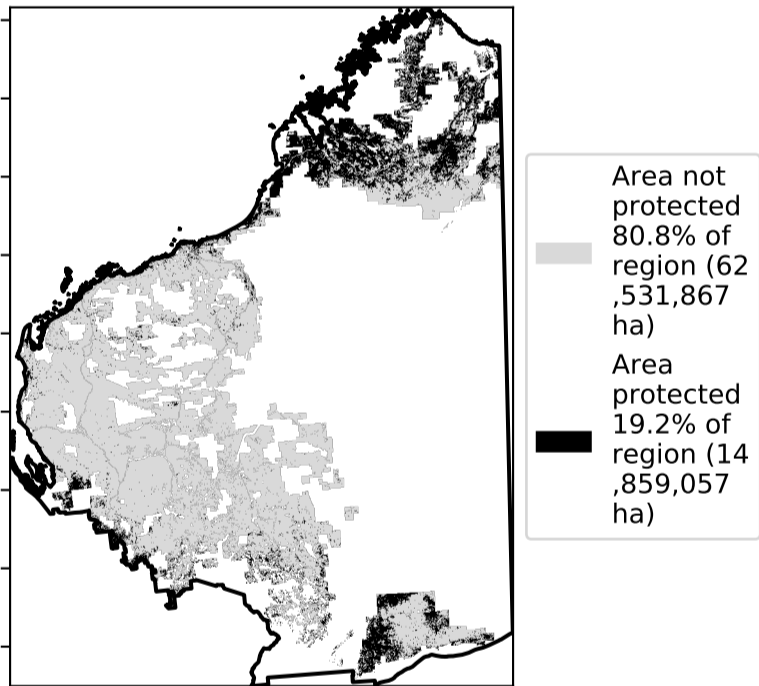 Area not
protected
80.8% of
region (62
,531,867
ha)
Area
protected
19.2% of
region (14
,859,057
ha)